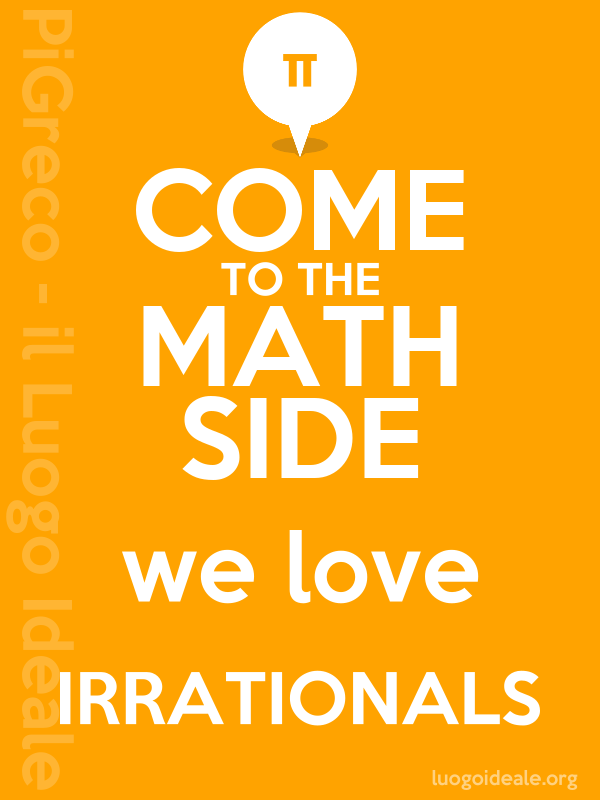 π
COME
TO THE
MATH
SIDE
we love
IRRATIONALS
PiGreco - il Luogo Ideale
luogoideale.org